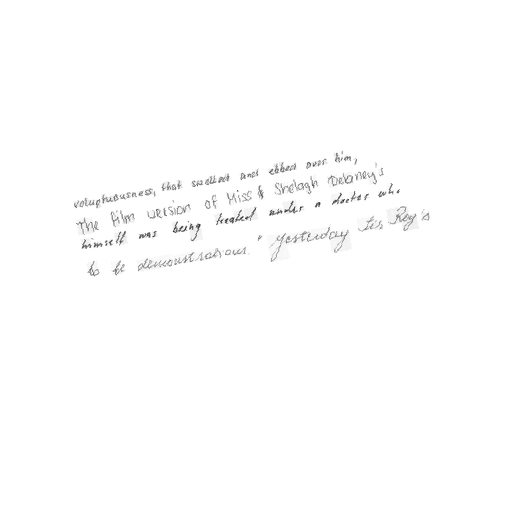 voluptuousness, that swelled and ebbed over him,
The film version of Miss Shelagh Delaney's
himself was being treated under a doctor who
to be demonstrations. " Yesterday Sir Roy's